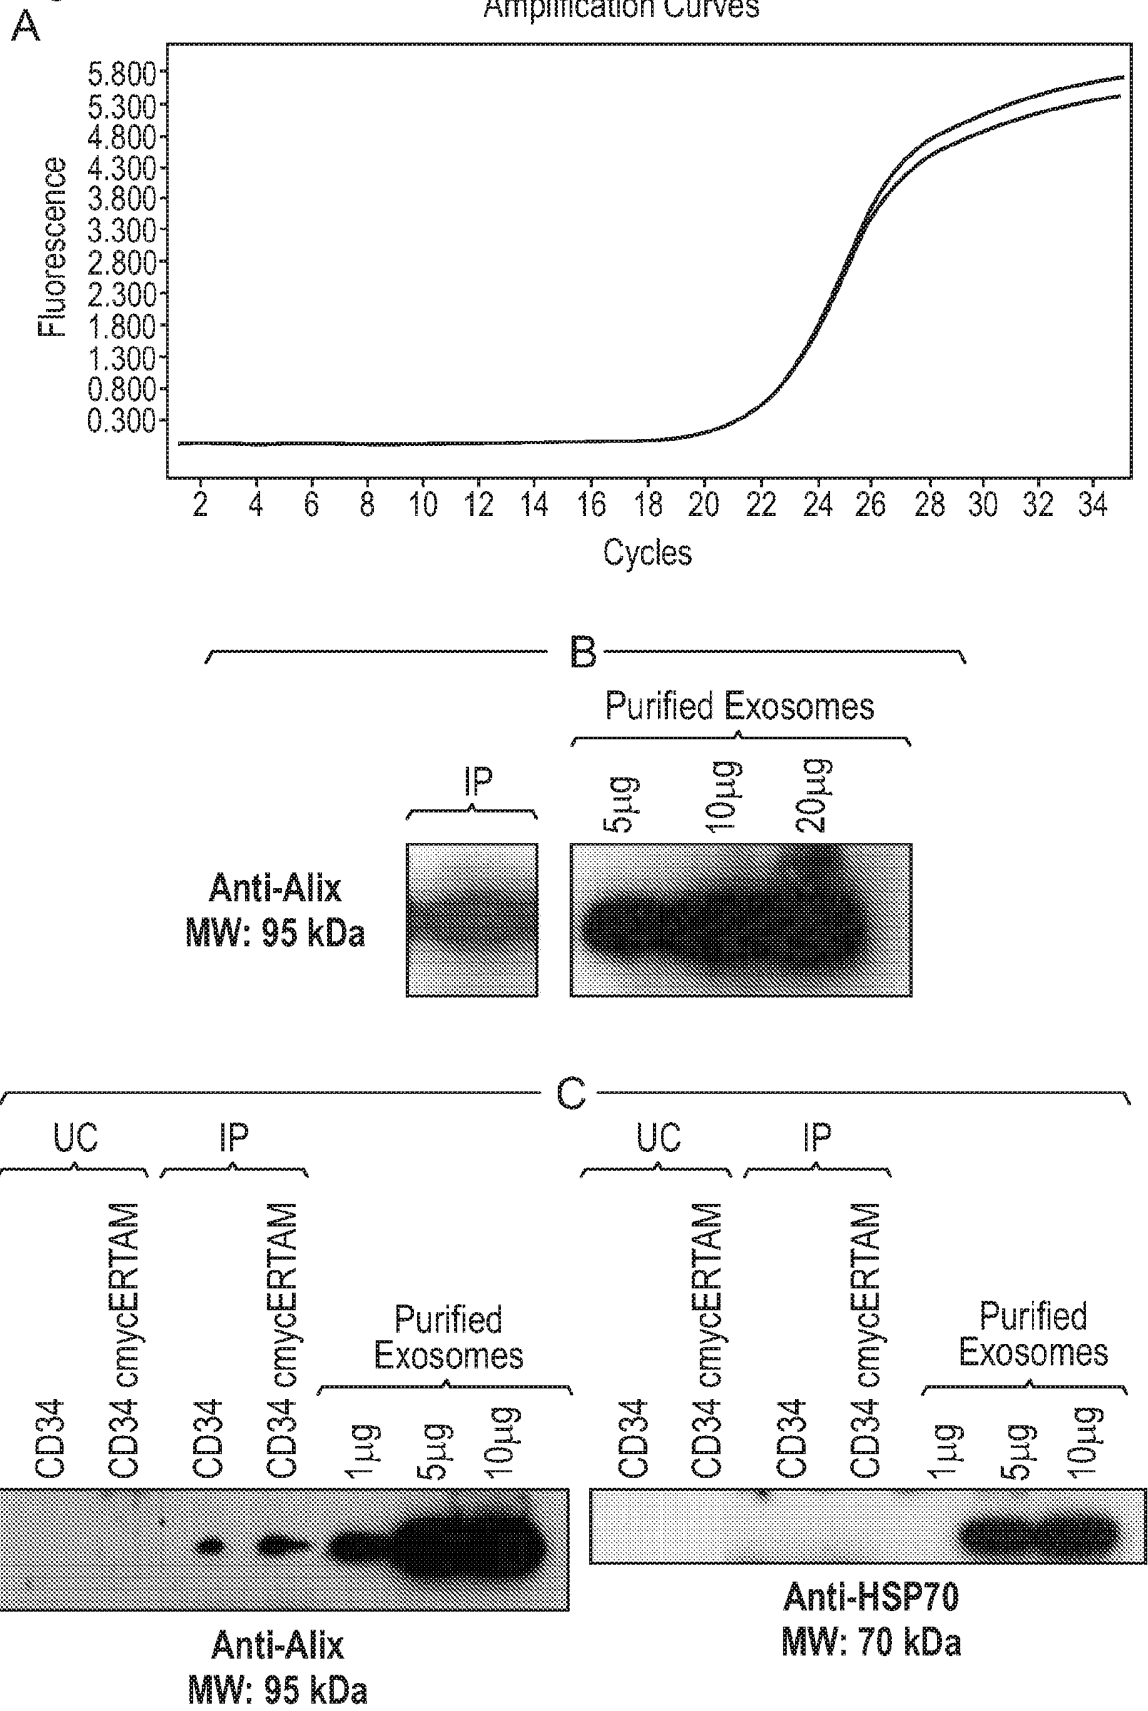 Amplification Curves
A
5.800
5.300
4.800
4.300
3.800
3.300
2.800
2.300
1.800
1.300
0.800
0.300
Fluorescence
2 4 6 8 10 12 14 16 18 20 22 24 26 28 30 32 34
Cycles
B
Purified Exosomes
IP
5µg 10µg 20µg
Anti-Alix
MW: 95 kDa
C
UC IP
CD34 CD34 cmycERTAM CD34 CD34 cmycERTAM
Purified
Exosomes
1µg 5µg 10µg
Anti-Alix
MW: 95 kDa
UC IP
CD34 CD34 cmycERTAM CD34 CD34 cmycERTAM
Purified
Exosomes
1µg 5µg 10µg
Anti-HSP70
MW: 70 kDa